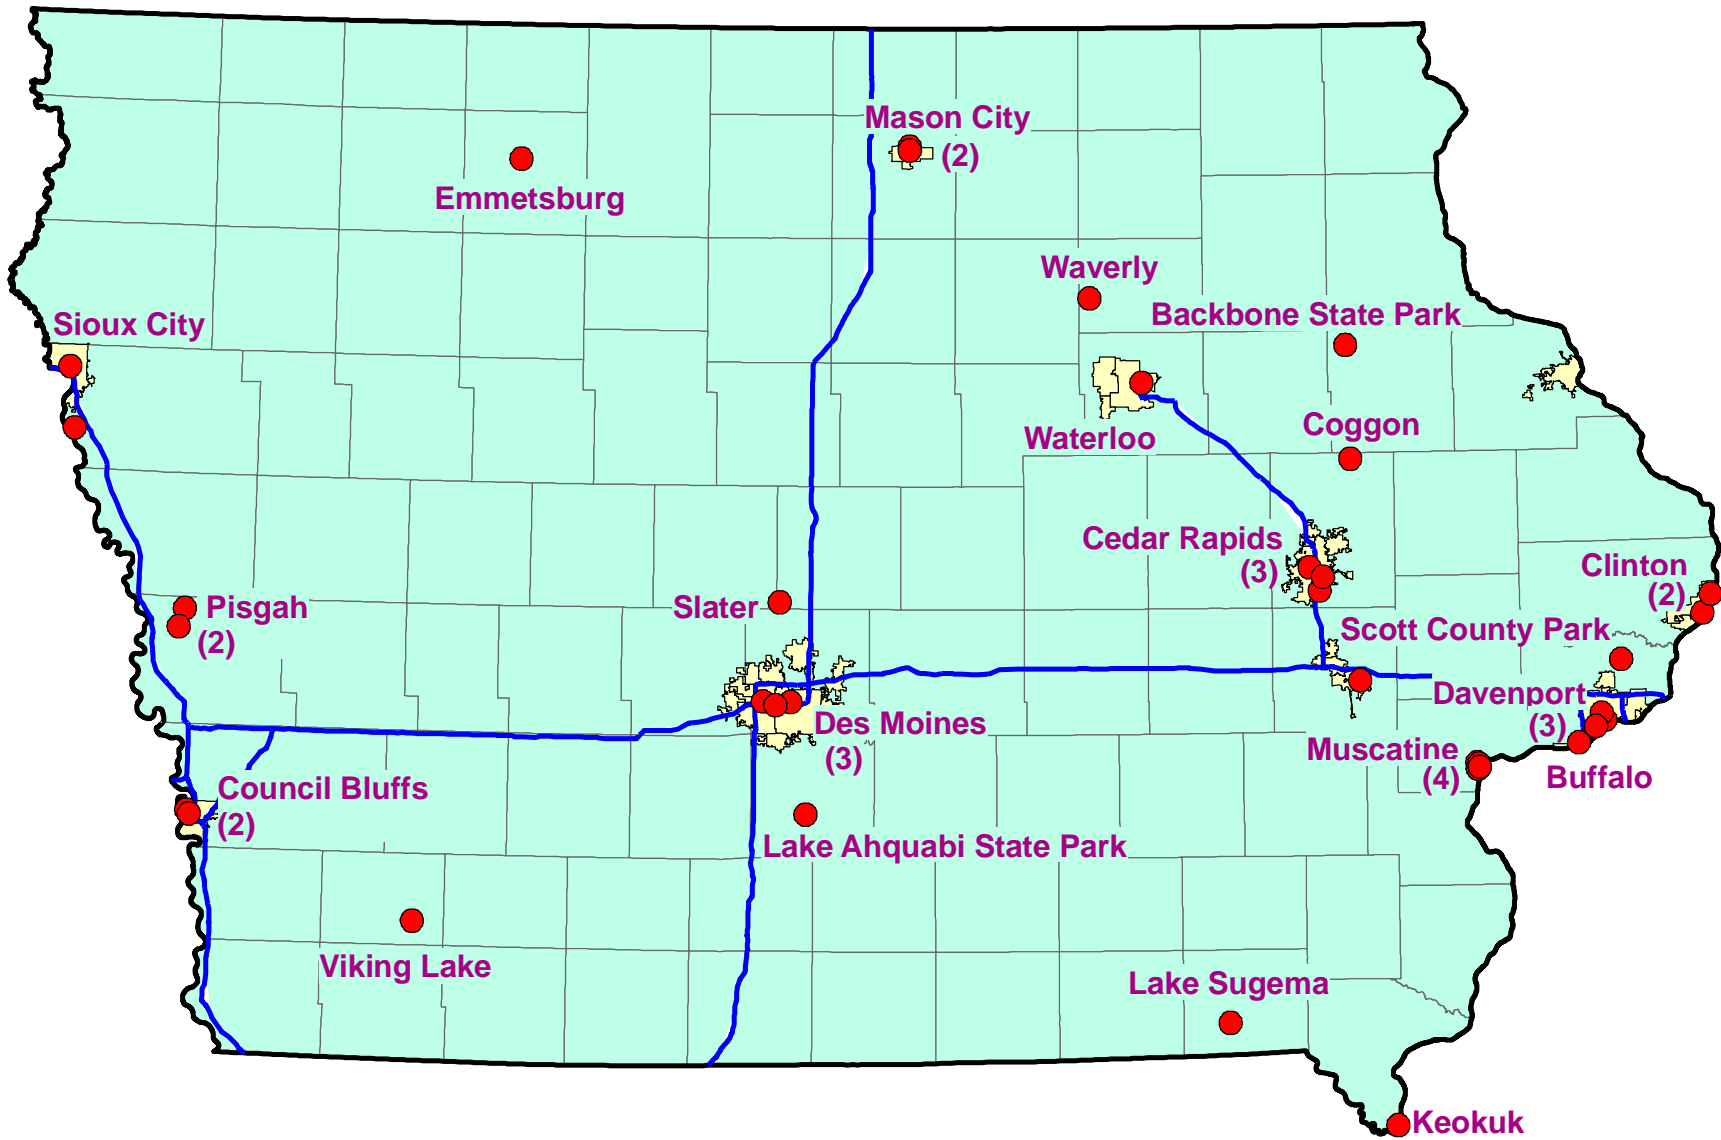 Mason City
(2)
Emmetsburg
Waverly
Backbone State Park
Sioux City
Coggon
Waterloo
Cedar Rapids
(3)
Clinton
(2)
Pisgah
(2)
Slater
Scott County Park
Davenport
(3)
Des Moines
(3)
Muscatine
(4)
Buffalo
Council Bluffs
(2)
Lake Ahquabi State Park
Viking Lake
Lake Sugema
Keokuk